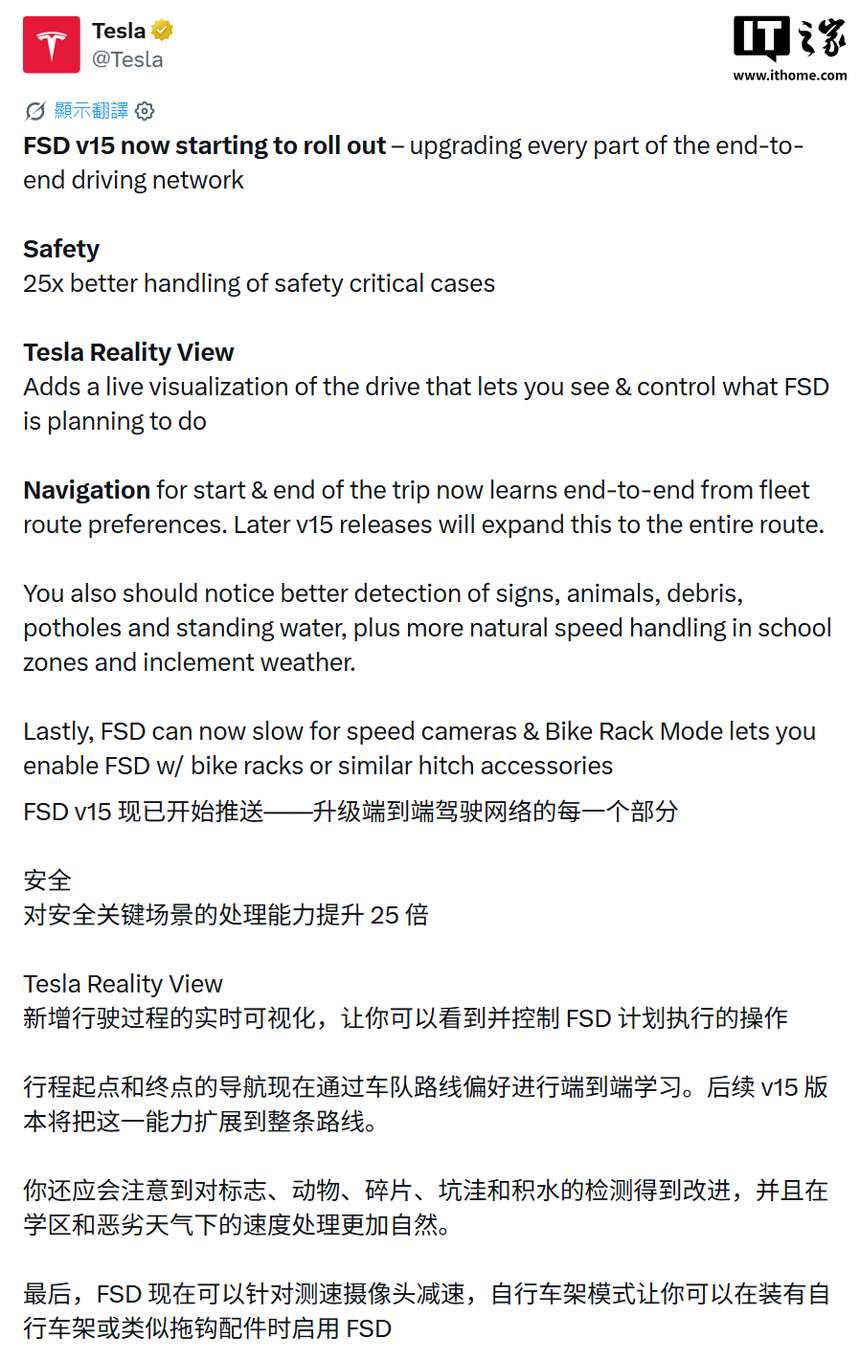 Tesla
@Tesla
IT之家
www.ithome.com
顯示翻譯
FSD v15 now starting to roll out – upgrading every part of the end-to-
end driving network
Safety
25x better handling of safety critical cases
Tesla Reality View
Adds a live visualization of the drive that lets you see & control what FSD
is planning to do
Navigation for start & end of the trip now learns end-to-end from fleet
route preferences. Later v15 releases will expand this to the entire route.
You also should notice better detection of signs, animals, debris,
potholes and standing water, plus more natural speed handling in school
zones and inclement weather.
Lastly, FSD can now slow for speed cameras & Bike Rack Mode lets you
enable FSD w/ bike racks or similar hitch accessories
FSD v15 现已开始推送——升级端到端驾驶网络的每一个部分
安全
对安全关键场景的处理能力提升 25 倍
Tesla Reality View
新增行驶过程的实时可视化，让你可以看到并控制 FSD 计划执行的操作
行程起点和终点的导航现在通过车队路线偏好进行端到端学习。后续 v15 版
本将把这一能力扩展到整条路线。
你还应会注意到对标志、动物、碎片、坑洼和积水的检测得到改进，并且在
学区和恶劣天气下的速度处理更加自然。
最后，FSD 现在可以针对测速摄像头减速，自行车架模式让你可以在装有自
行车架或类似拖钩配件时启用 FSD